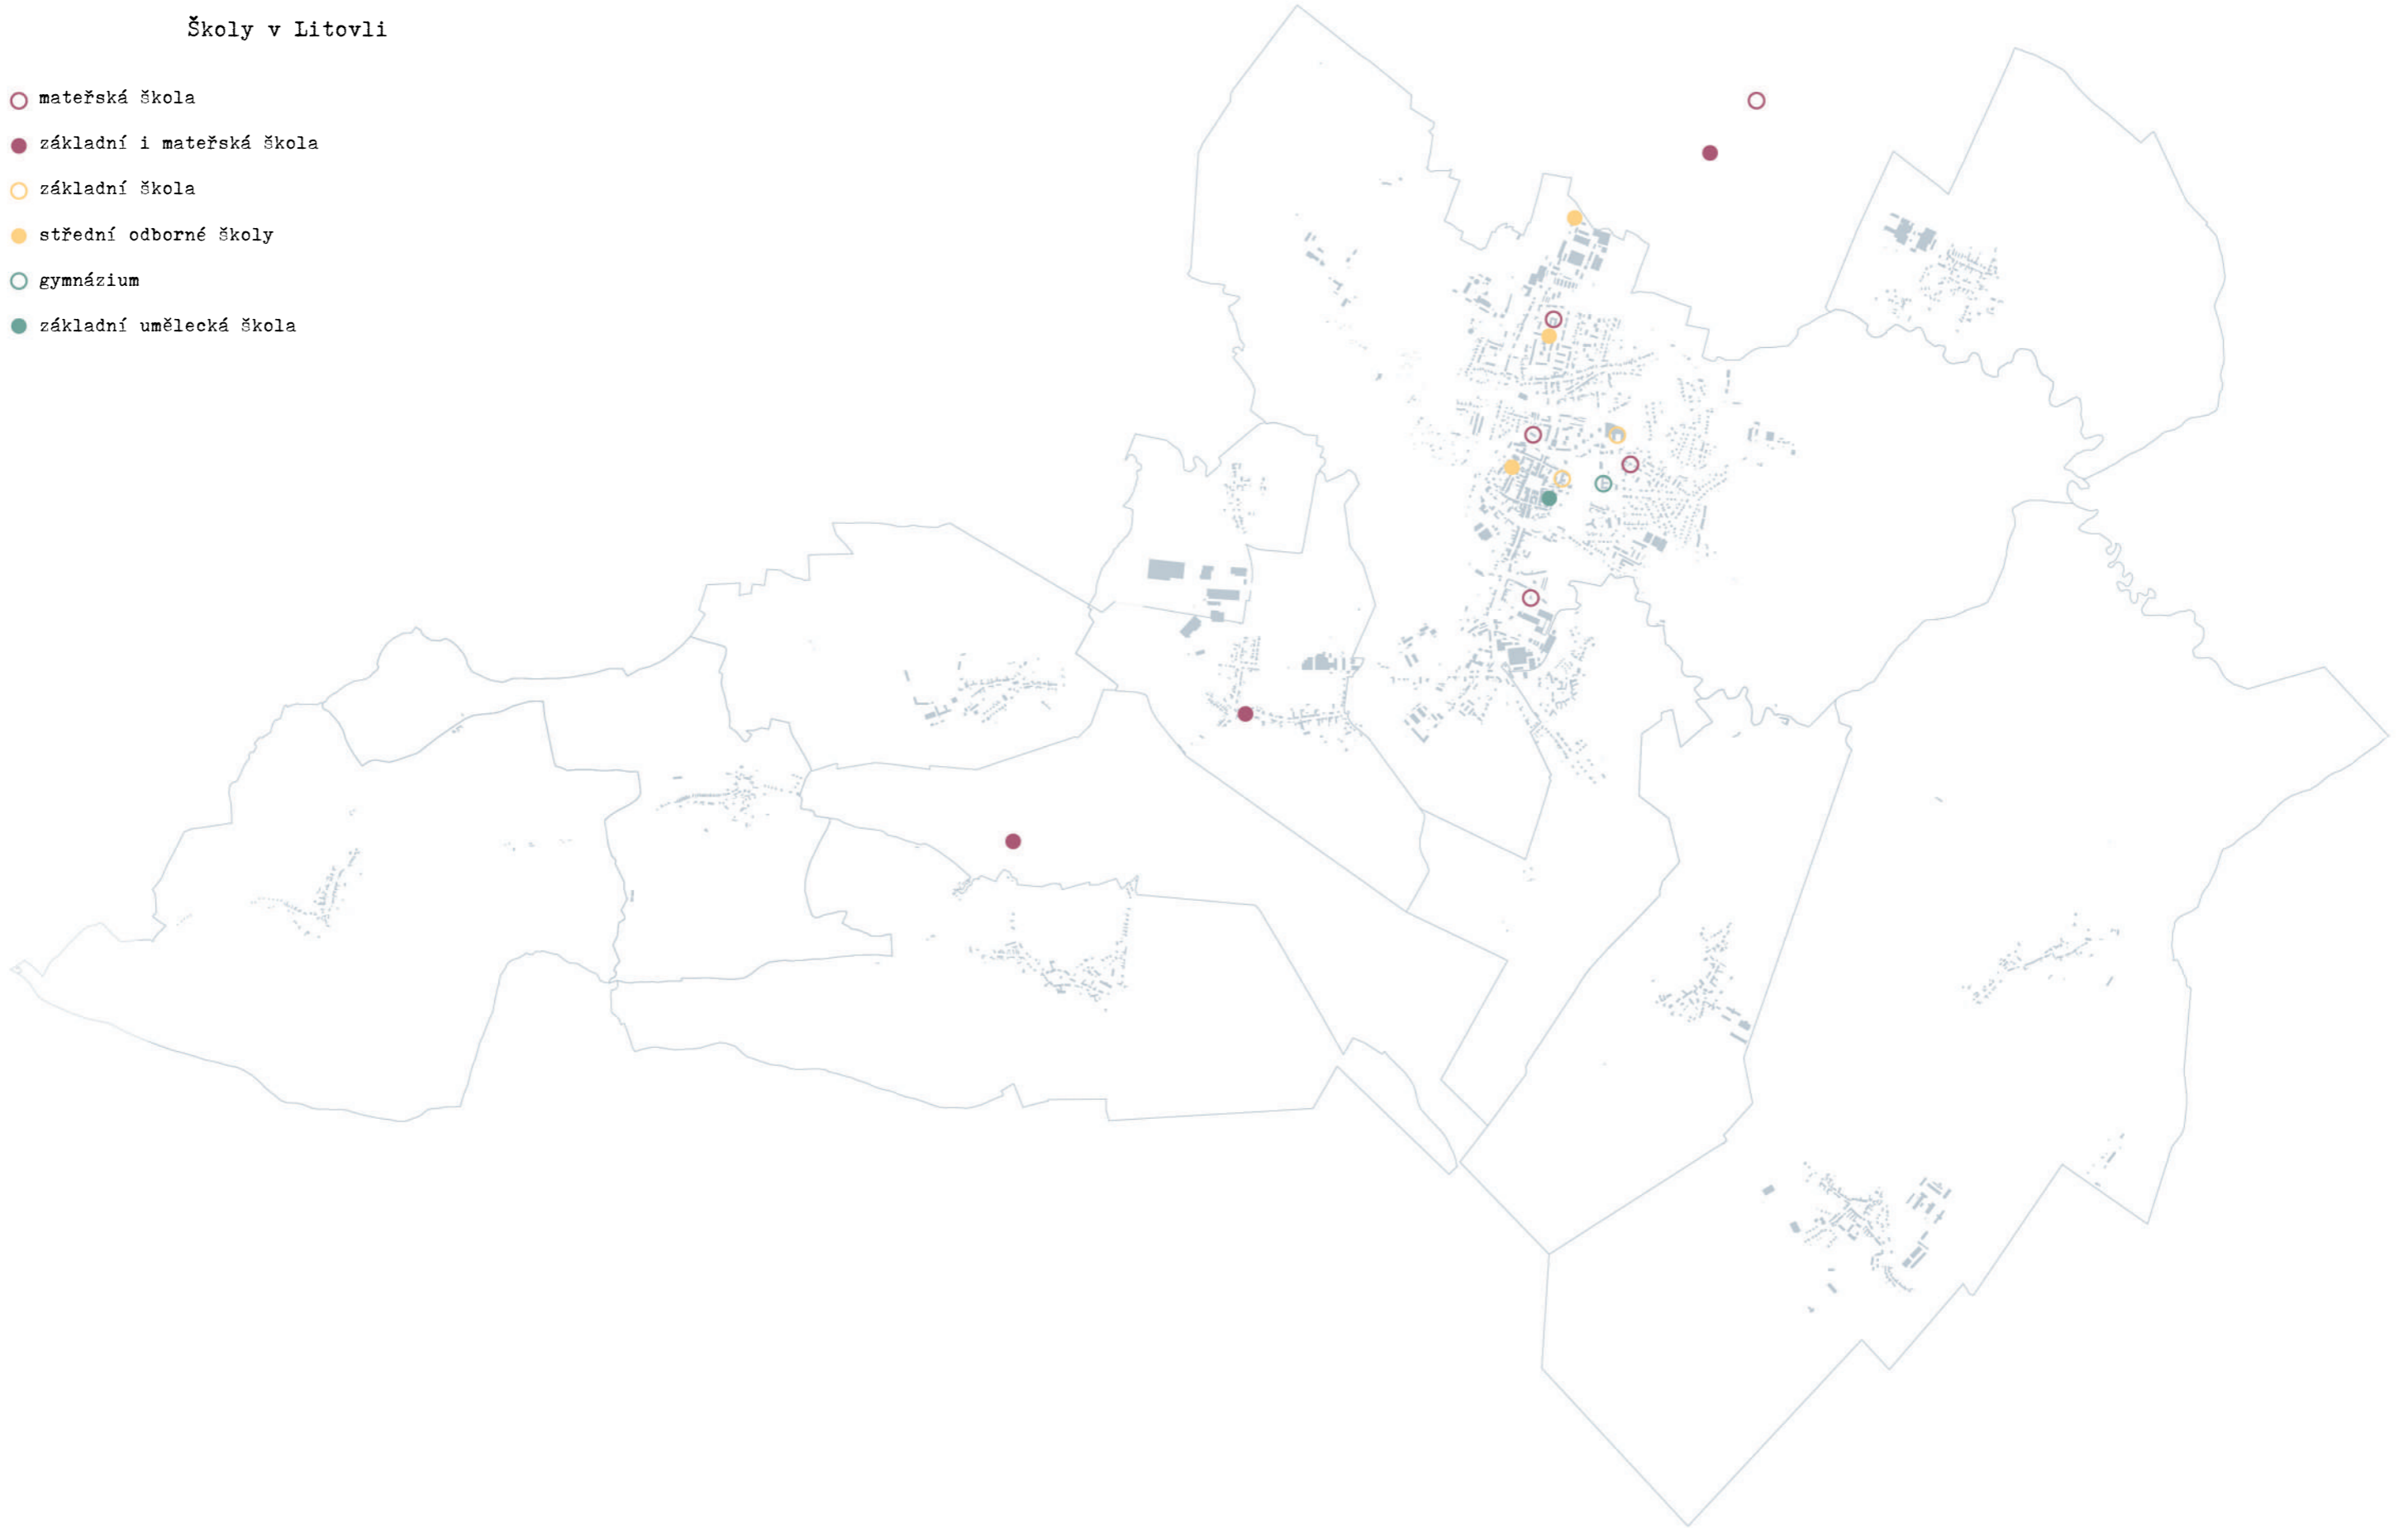 Školy v Litovli
mateřská škola
základní i mateřská škola
základní škola
střední odborné školy
gymnázium
základní umělecká škola